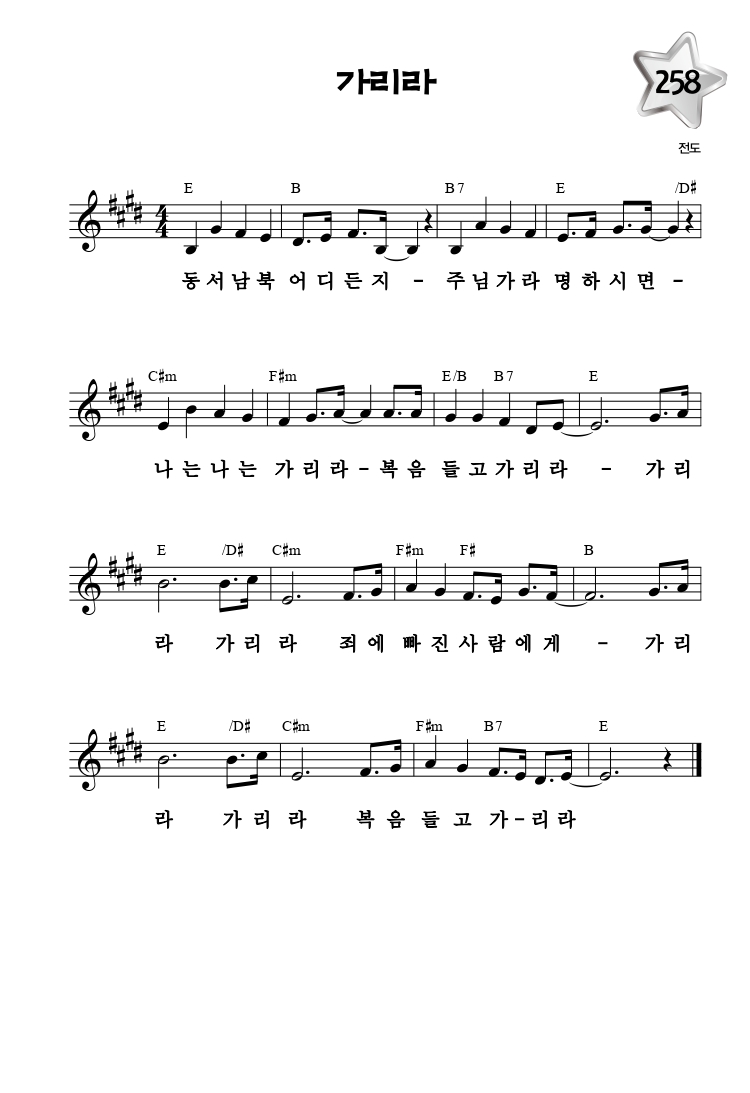 가리라
258
전도
E B B7 E /D#
동서남북 어디든지 - 주님가라 명하시면 -
C#m F#m E/B B7 E
나는나는 가리라 - 복음 들고가리라 - 가리
E /D# C#m F#m F# B
라 가리 라 죄에 빠진사람에게 - 가리
E /D# C#m F#m B7 E
라 가리 라 복음 들고 가-리라